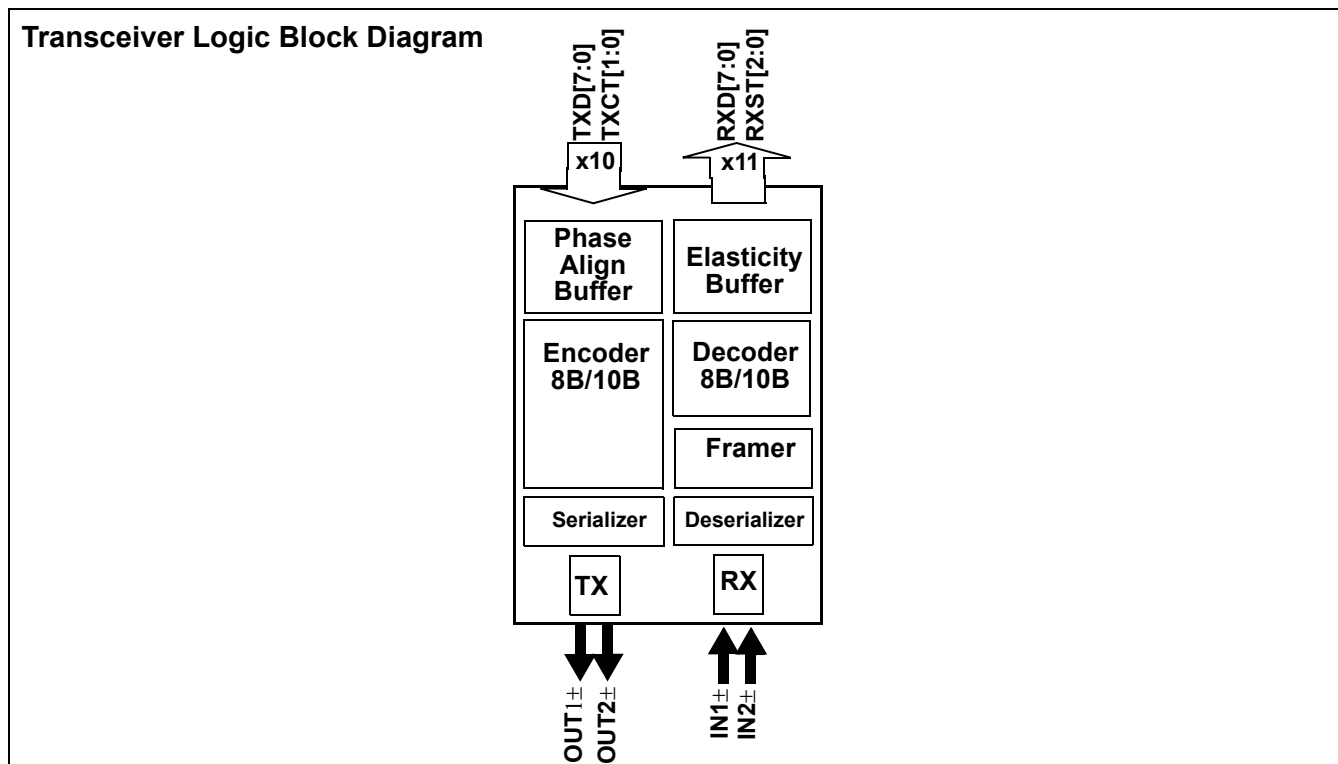 Transceiver Logic Block Diagram
TXD[7:0]
TXCT[1:0]
RXD[7:0]
RXST[2:0]
x10
x11
Phase
Align
Buffer
Elasticity
Buffer
Encoder
8B/10B
Decoder
8B/10B
Framer
Serializer
Deserializer
TX
RX
OUT1±
OUT2±
IN1±
IN2±